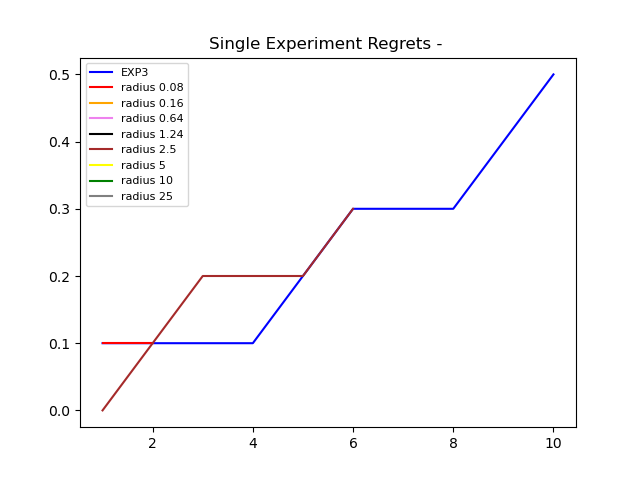 Single Experiment Regrets -
EXP3
radius 0.08
radius 0.16
radius 0.64
radius 1.24
radius 2.5
radius 5
radius 10
radius 25
0.5
0.4
0.3
0.2
0.1
0.0
2 4 6 8 10